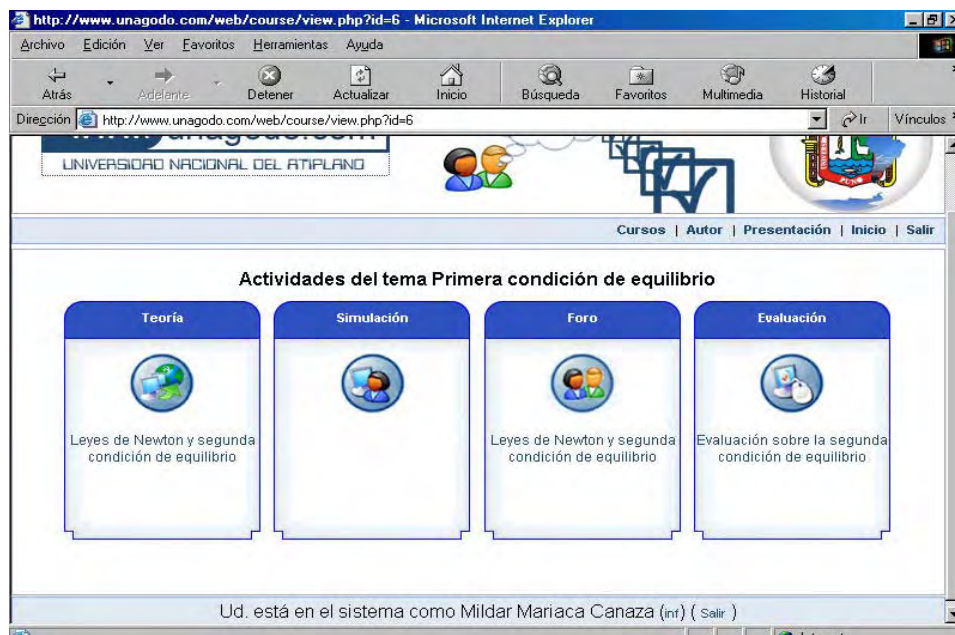 http://www.unagodo.com/web/course/view.php?id=6 - Microsoft Internet Explorer
Archivo Edición Ver Favoritos Herramientas Ayuda
Atrás Adelante Detener Actualizar Inicio Búsqueda Favoritos Multimedia Historial
Dirección http://www.unagodo.com/web/course/view.php?id=6 Ir Vínculos
www.unagodo.com
UNIVERSIDAD NACIONAL DEL ATIPLANO
PUNO
Cursos | Autor | Presentación | Inicio | Salir
Actividades del tema Primera condición de equilibrio
Teoría Simulación Foro Evaluación
Leyes de Newton y segunda Leyes de Newton y segunda Evaluación sobre la segunda
condición de equilibrio condición de equilibrio condición de equilibrio
Ud. está en el sistema como Mildar Mariaca Canaza (inf) ( Salir )